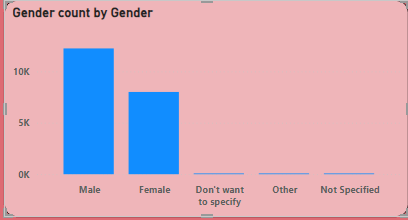 Gender count by Gender
10K
5K
0K
Male
Female
Don't want
to specify
Other
Not Specified